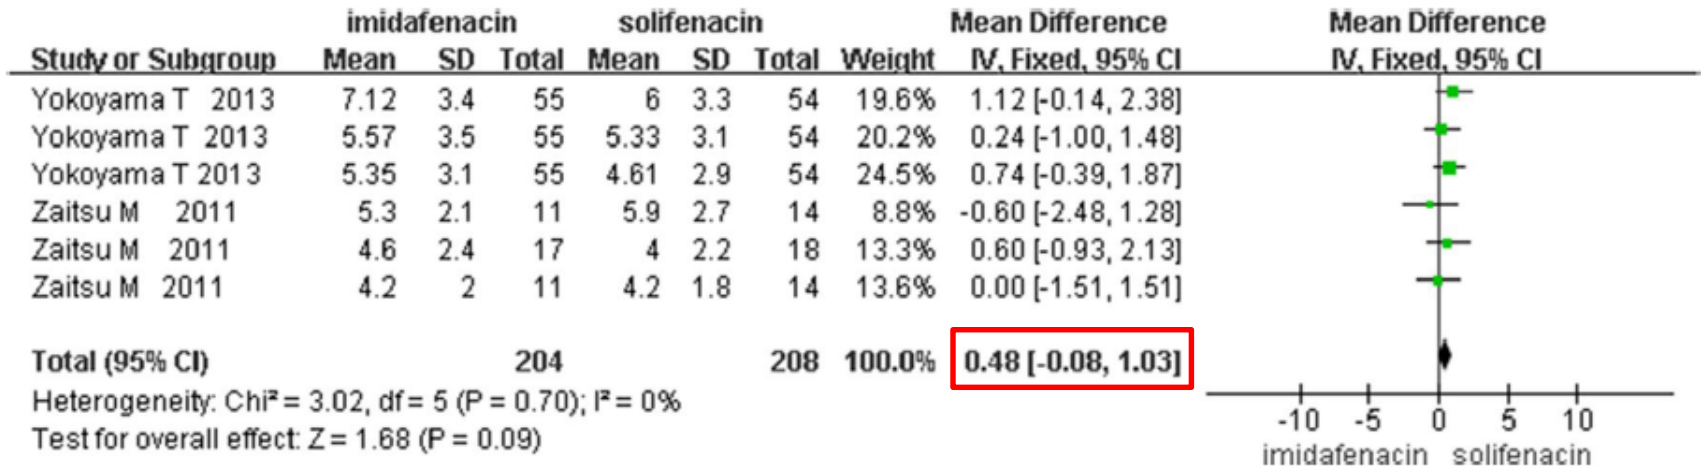 imidafenacin solifenacin Mean Difference Mean Difference
Study or Subgroup Mean SD Total Mean SD Total Weight IV, Fixed, 95% CI IV, Fixed, 95% CI
Yokoyama T 2013 7.12 3.4 55 6 3.3 54 19.6% 1.12 [-0.14, 2.38]
Yokoyama T 2013 5.57 3.5 55 5.33 3.1 54 20.2% 0.24 [-1.00, 1.48]
Yokoyama T 2013 5.35 3.1 55 4.61 2.9 54 24.5% 0.74 [-0.39, 1.87]
Zaitsu M 2011 5.3 2.1 11 5.9 2.7 14 8.8% -0.60 [-2.48, 1.28]
Zaitsu M 2011 4.6 2.4 17 4 2.2 18 13.3% 0.60 [-0.93, 2.13]
Zaitsu M 2011 4.2 2 11 4.2 1.8 14 13.6% 0.00 [-1.51, 1.51]
Total (95% CI) 204 208 100.0% 0.48 [-0.08, 1.03]
Heterogeneity: Chi² = 3.02, df = 5 (P = 0.70); I² = 0%
Test for overall effect: Z = 1.68 (P = 0.09)
-10 -5 0 5 10
imidafenacin solifenacin